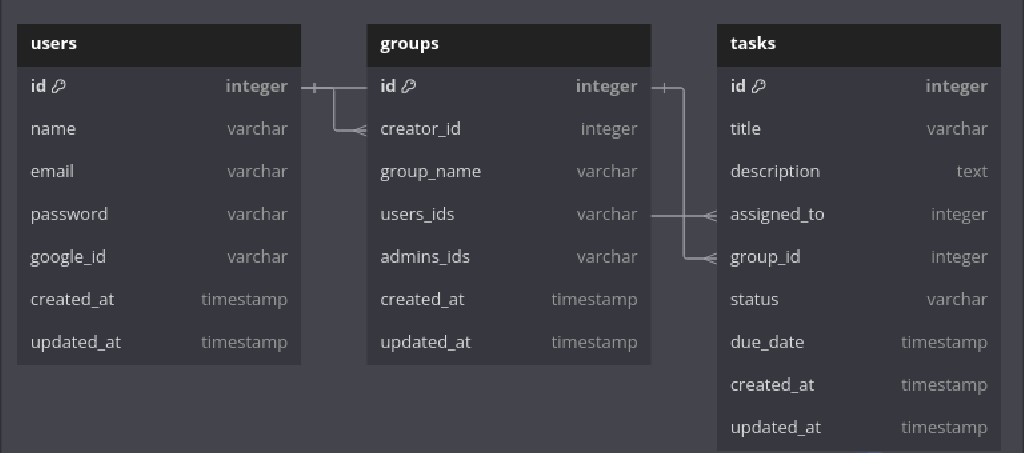 users
id integer
name varchar
email varchar
password varchar
google_id varchar
created_at timestamp
updated_at timestamp
groups
id integer
creator_id integer
group_name varchar
users_ids varchar
admins_ids varchar
created_at timestamp
updated_at timestamp
tasks
id integer
title varchar
description text
assigned_to integer
group_id integer
status varchar
due_date timestamp
created_at timestamp
updated_at timestamp